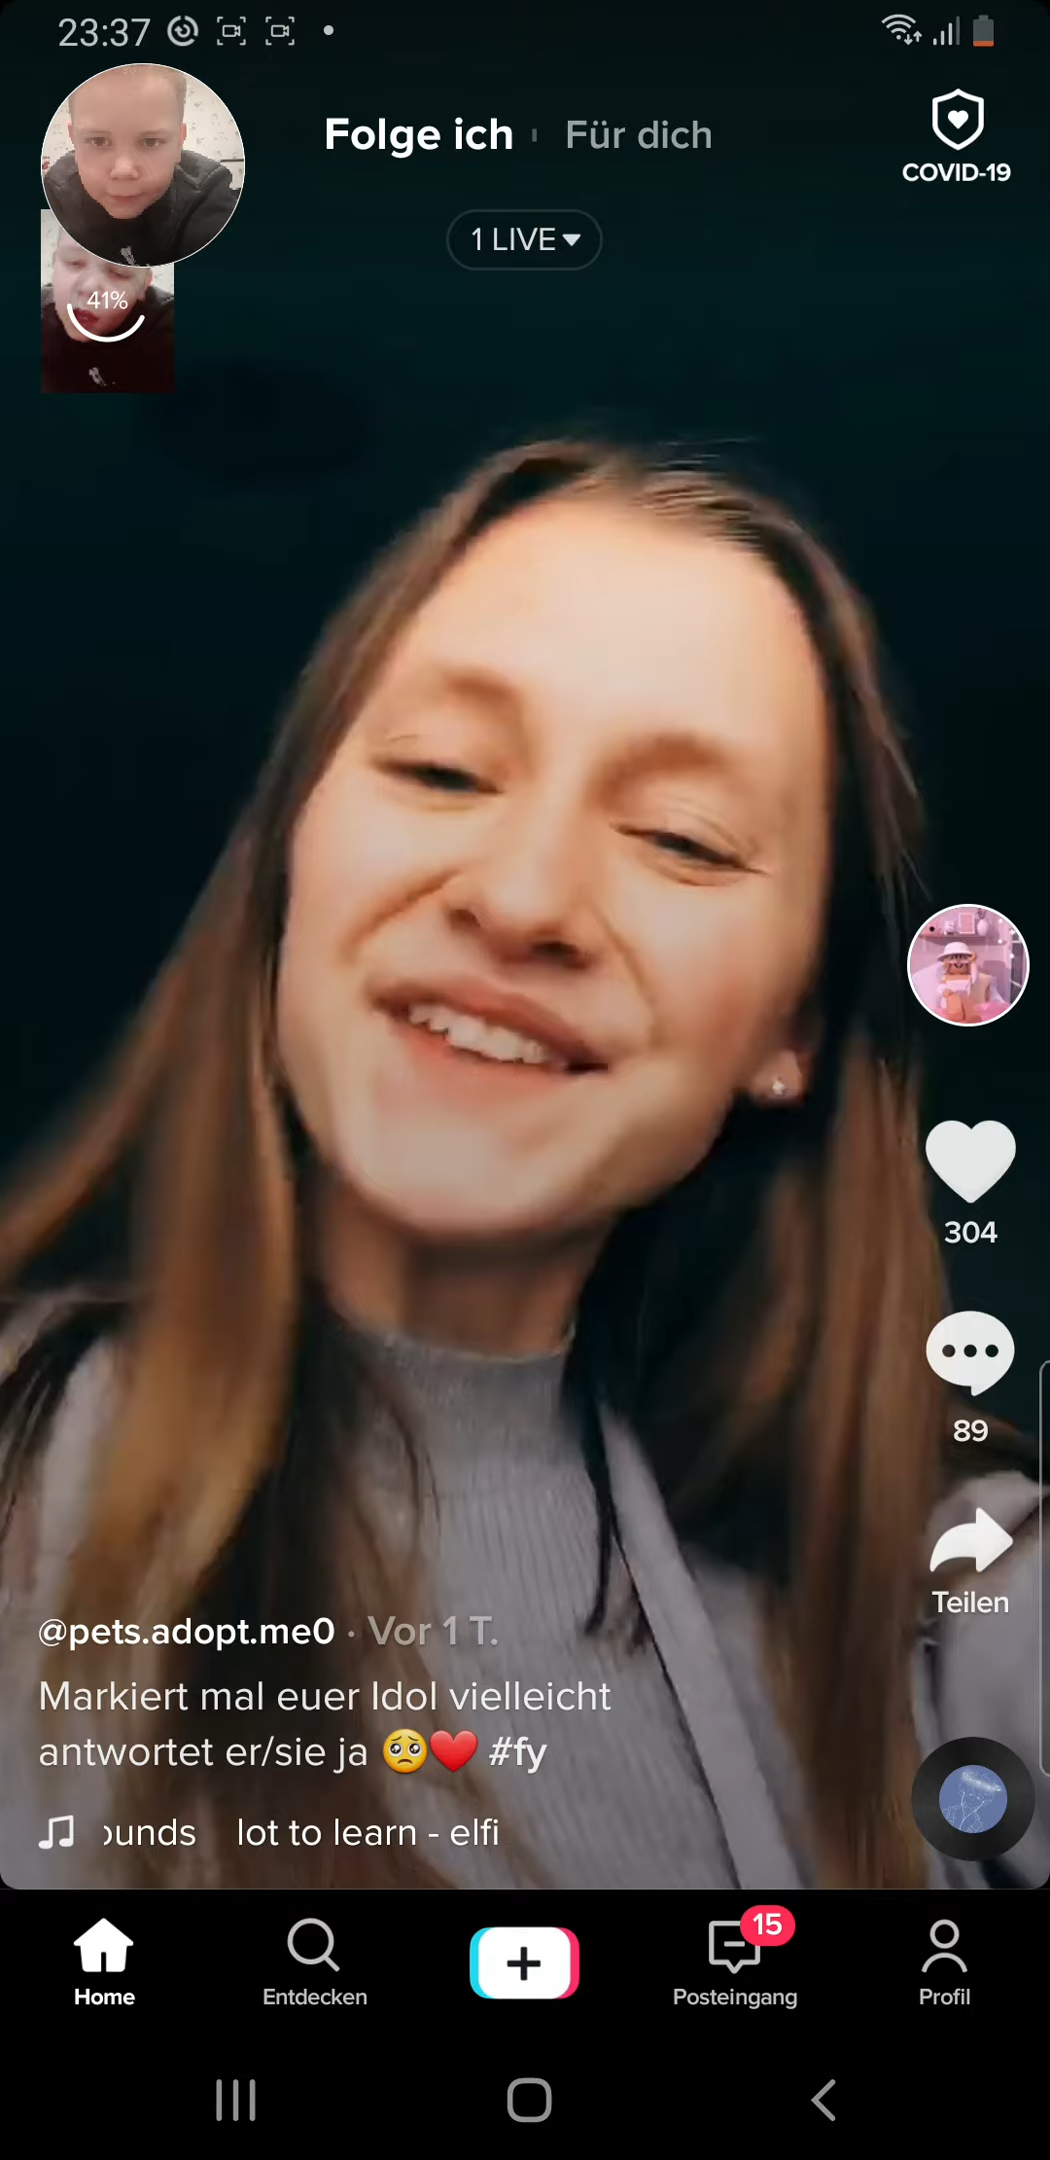 23:37
Folge ich
Für dich
COVID-19
1 LIVE
41%
304
89
Teilen
@pets.adopt.me0 · Vor 1 T.
Markiert mal euer Idol vielleicht
antwortet er/sie ja 🥺❤️ #fy
ounds lot to learn - elfi
15
Home
Entdecken
Posteingang
Profil